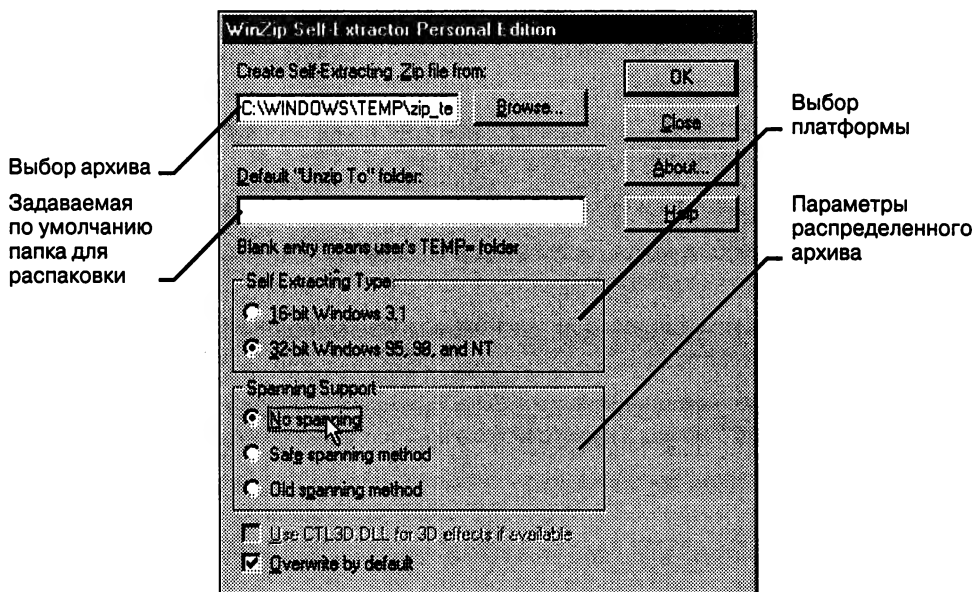 WinZip Self-Extractor Personal Edition
Create Self-Extracting Zip file from:
C:\WINDOWS\TEMP\zip_te
Browse...
OK
Close
About...
Help
Default "Unzip To" folder:
Blank entry means user's TEMP= folder
Self Extracting Type:
16-bit Windows 3.1
32-bit Windows 95, 98, and NT
Spanning Support
No spanning
Safe spanning method
Old spanning method
Use CTL3D.DLL for 3D effects if available
Overwrite by default
Выбор архива
Задаваемая
по умолчанию
папка для
распаковки
Выбор
платформы
Параметры
распределенного
архива